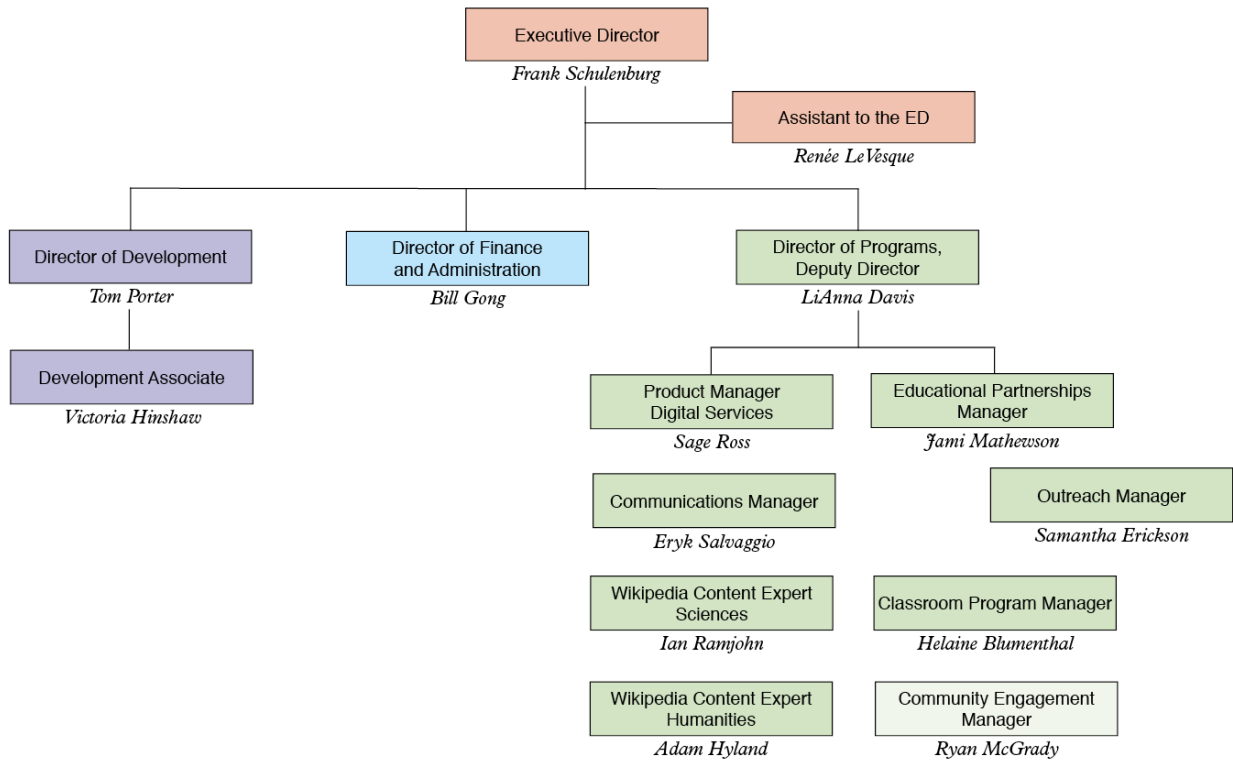 Executive Director
Frank Schulenburg
Assistant to the ED
Renée LeVesque
Director of Development
Tom Porter
Director of Finance
and Administration
Bill Gong
Director of Programs,
Deputy Director
LiAnna Davis
Development Associate
Victoria Hinshaw
Product Manager
Digital Services
Sage Ross
Educational Partnerships
Manager
Jami Mathewson
Communications Manager
Eryk Salvaggio
Outreach Manager
Samantha Erickson
Wikipedia Content Expert
Sciences
Ian Ramjohn
Classroom Program Manager
Helaine Blumenthal
Wikipedia Content Expert
Humanities
Adam Hyland
Community Engagement
Manager
Ryan McGrady